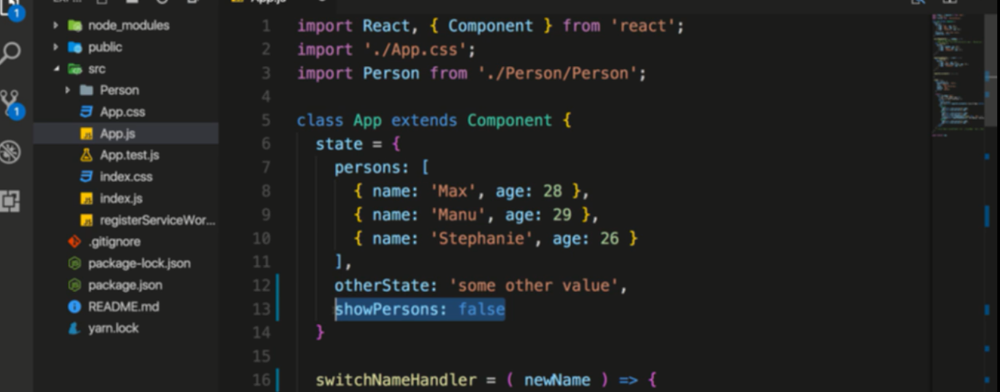 1
node_modules
public
src
Person
App.css
App.js
App.test.js
index.css
index.js
registerServiceWor...
.gitignore
package-lock.json
package.json
README.md
yarn.lock
1
App.js
1 import React, { Component } from 'react';
2 import './App.css';
3 import Person from './Person/Person';
4
5 class App extends Component {
6 state = {
7 persons: [
8 { name: 'Max', age: 28 },
9 { name: 'Manu', age: 29 },
10 { name: 'Stephanie', age: 26 }
11 ],
12 otherState: 'some other value',
13 showPersons: false
14 }
15
16 switchNameHandler = ( newName ) => {